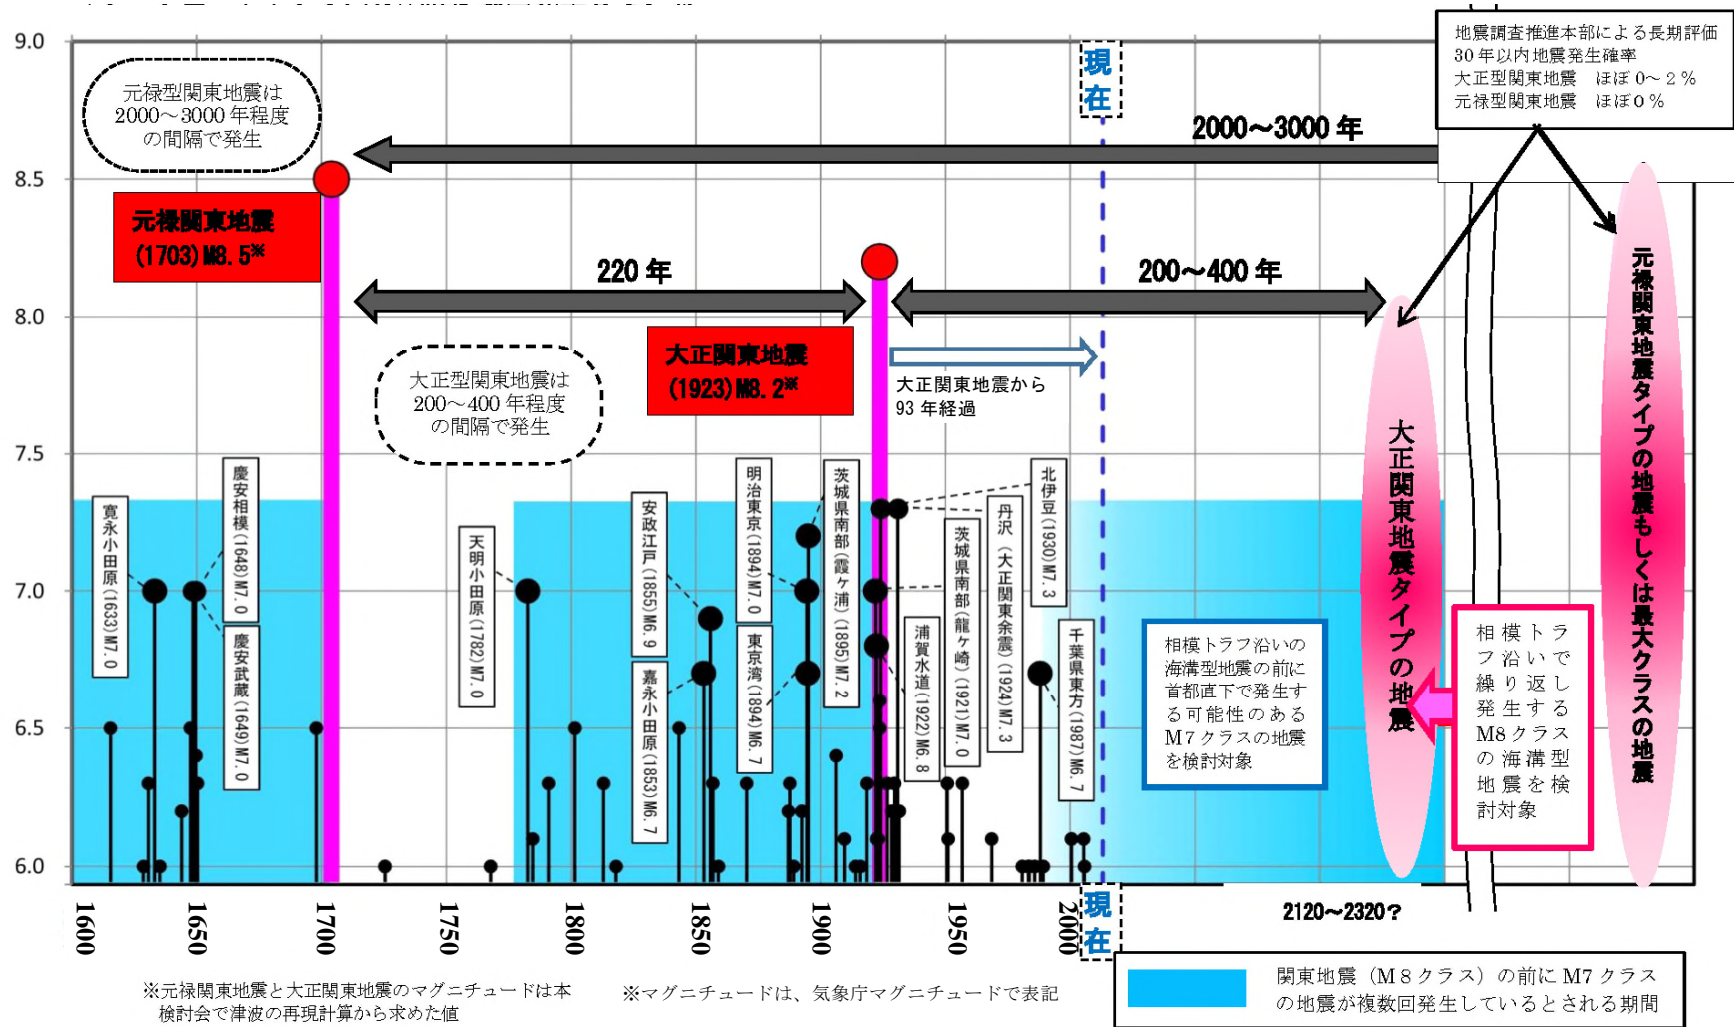 9.0
8.5
8.0
7.5
7.0
6.5
6.0
元禄型関東地震は
2000～3000 年程度
の間隔で発生
現
在
地震調査推進本部による長期評価
30 年以内地震発生確率
大正型関東地震　ほぼ 0～２％
元禄型関東地震　ほぼ０％
2000～3000 年
元禄関東地震
(1703) M8. 5※
220 年
200～400 年
大正型関東地震は
200～400 年程度
の間隔で発生
大正関東地震
(1923) M8. 2※
大正関東地震から
93 年経過
寛永小田原(1633)M7.0
慶安相模(1648)M7.0
慶安武蔵(1649)M7.0
天明小田原(1782)M7.0
安政江戸(1855)M6.9
嘉永小田原(1853)M6.7
明治東京(1894)M7.0
東京湾(1894)M6.7
茨城県南部(霞ヶ浦)(1895)M7.2
浦賀水道(1922)M6.8
茨城県南部(龍ヶ崎)(1921)M7.0
丹沢(大正関東余震)(1924)M7.3
北伊豆(1930)M7.3
千葉県東方(1987)M6.7
相模トラフ沿いの
海溝型地震の前に
首都直下で発生す
る可能性のある
M７クラスの地震
を検討対象
大正関東地震タイプの地震
相模トラ
フ沿いで
繰り返し
発生する
M8クラス
の海溝型
地震を検
討対象
元禄関東地震タイプの地震もしくは最大クラスの地震
1600
1650
1700
1750
1800
1850
1900
1950
2000
現
在
2120～2320？
※元禄関東地震と大正関東地震のマグニチュードは本
検討会で津波の再現計算から求めた値
※マグニチュードは、気象庁マグニチュードで表記
関東地震（Ｍ８クラス）の前に M７クラス
の地震が複数回発生しているとされる期間